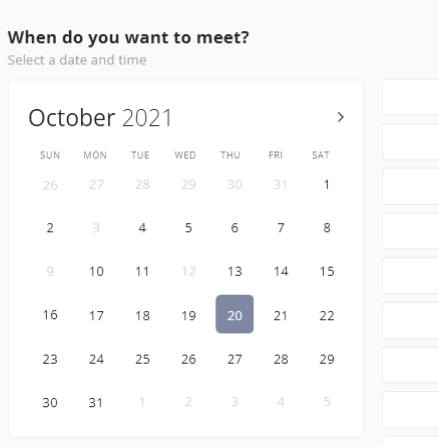 When do you want to meet?
Select a date and time
October 2021
SUN MON TUE WED THU FRI SAT
26 27 28 29 30 31 1
2 3 4 5 6 7 8
9 10 11 12 13 14 15
16 17 18 19 20 21 22
23 24 25 26 27 28 29
30 31 1 2 3 4 5